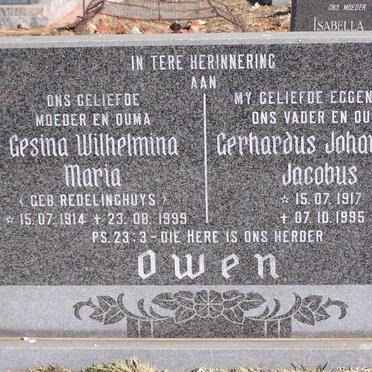 ONS MOEDER
ISABELLA
IN TERE HERINNERING
AAN
ONS GELIEFDE
MOEDER EN OUMA
Gesina Wilhelmina
Maria
(GEB REDELINGHUYS)
☆ 15.07.1914 ✝ 23.08.1999
MY GELIEFDE EGGEN
ONS VADER EN OU
Gerhardus Joha
Jacobus
☆ 15.07.1917
✝ 07.10.1995
PS.23:3-DIE HERE IS ONS HERDER
Owen